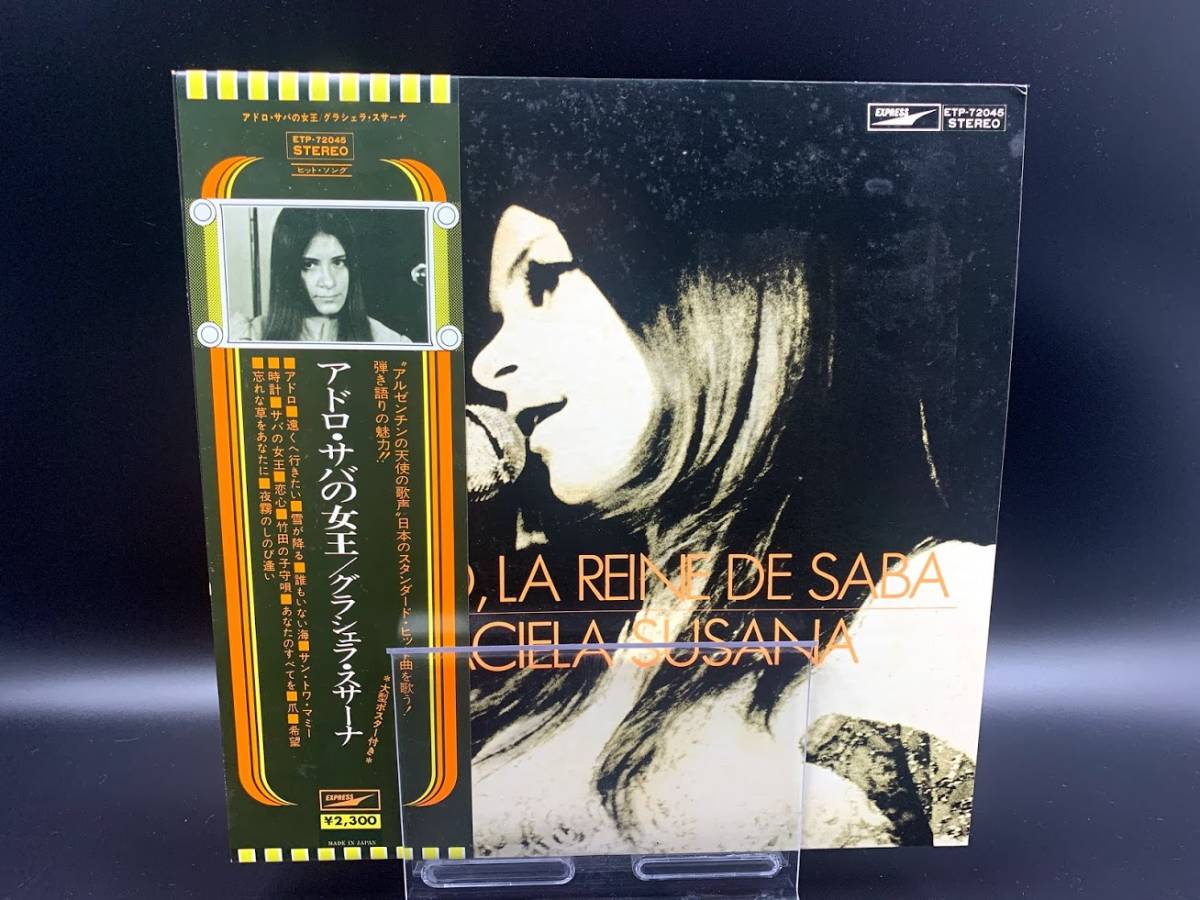 アドロ・サバの女王/グラシェラ・スサーナ
ETP-72045
STEREO
ヒット・ソング
"アルゼンチンの天使の歌声"日本のスタンダード・ヒット曲を歌う!
弾き語りの魅力!!
*大型ポスター付き*
アドロ・サバの女王/グラシェラ・スサーナ
■アドロ■遠くへ行きたい■雪が降る■誰もいない海■サン・トワ・マミー
■時計■サバの女王■恋心■竹田の子守唄■あなたのすべてを■爪■希望
■忘れな草をあなたに■夜霧のしのび逢い
EXPRESS
¥2,300
MADE IN JAPAN
EXPRESS
ETP-72045
STEREO
, LA REINE DE SABA
ACIELA SUSANA